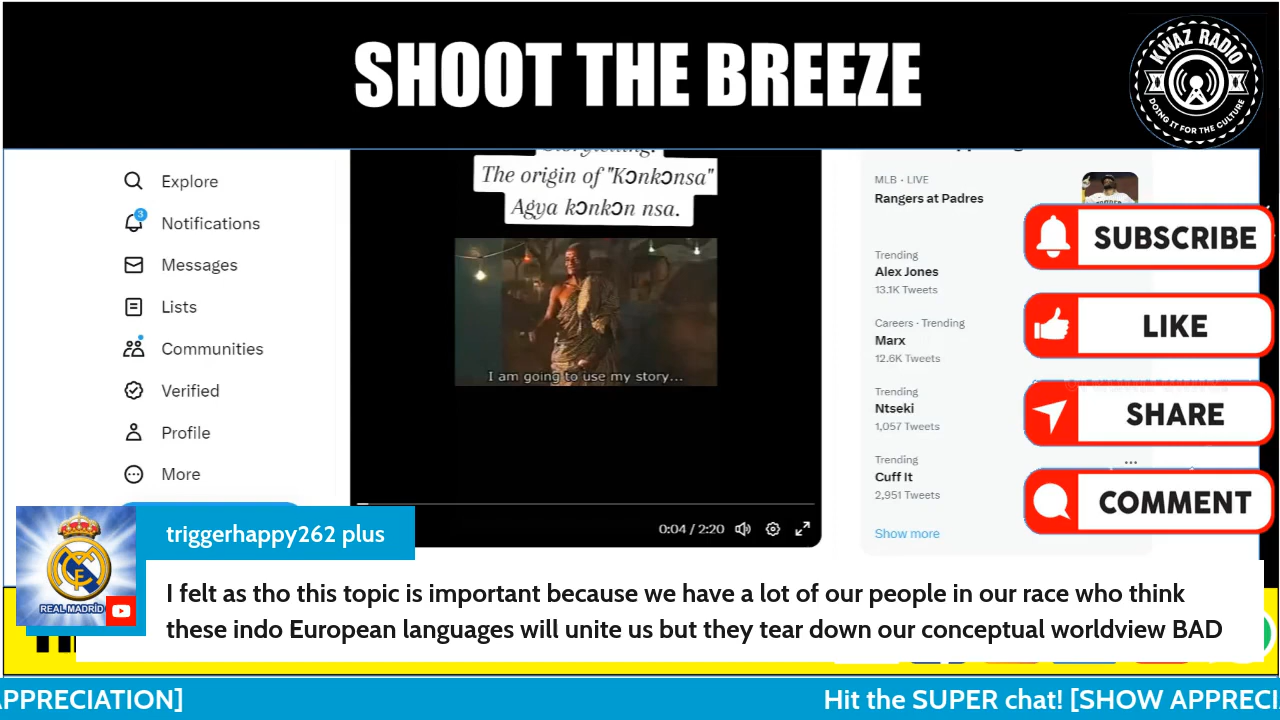 SHOOT THE BREEZE
KWAZ RADIO
DOING IT FOR THE CULTURE
Explore
3
Notifications
Messages
Lists
Communities
Verified
Profile
More
The origin of "Kɔnkɔnsa"
Agya kɔnkɔn nsa.
I am going to use my story...
0:04 / 2:20
MLB · LIVE
Rangers at Padres
Trending
Alex Jones
13.1K Tweets
Careers · Trending
Marx
12.6K Tweets
Trending
Ntseki
1,057 Tweets
Trending
Cuff It
2,951 Tweets
Show more
SUBSCRIBE
LIKE
SHARE
COMMENT
REAL MADRID
triggerhappy262 plus
I felt as tho this topic is important because we have a lot of our people in our race who think
these indo European languages will unite us but they tear down our conceptual worldview BAD
APPRECIATION]
Hit the SUPER chat! [SHOW APPRECI